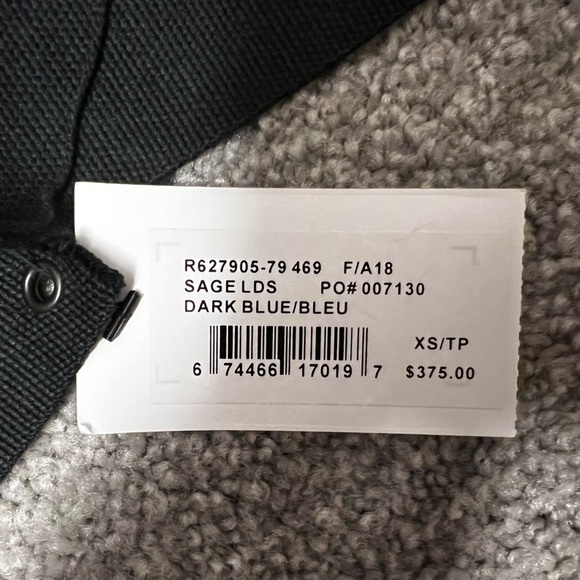 R627905-79 469 F/A18
SAGE LDS PO# 007130
DARK BLUE/BLEU
XS/TP
6 74466 17019 7 $375.00